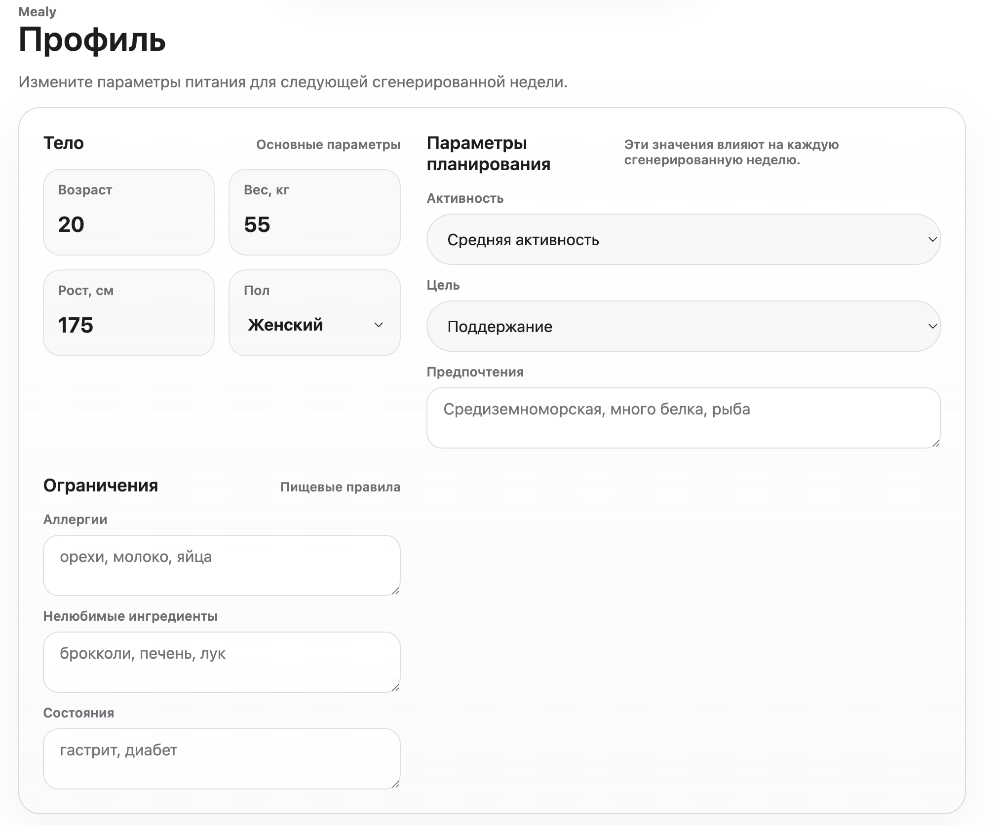 Mealy
Профиль
Измените параметры питания для следующей сгенерированной недели.
Тело
Основные параметры
Возраст
20
Вес, кг
55
Рост, см
175
Пол
Женский
Параметры
планирования
Эти значения влияют на каждую
сгенерированную неделю.
Активность
Средняя активность
Цель
Поддержание
Предпочтения
Средиземноморская, много белка, рыба
Ограничения
Пищевые правила
Аллергии
орехи, молоко, яйца
Нелюбимые ингредиенты
брокколи, печень, лук
Состояния
гастрит, диабет